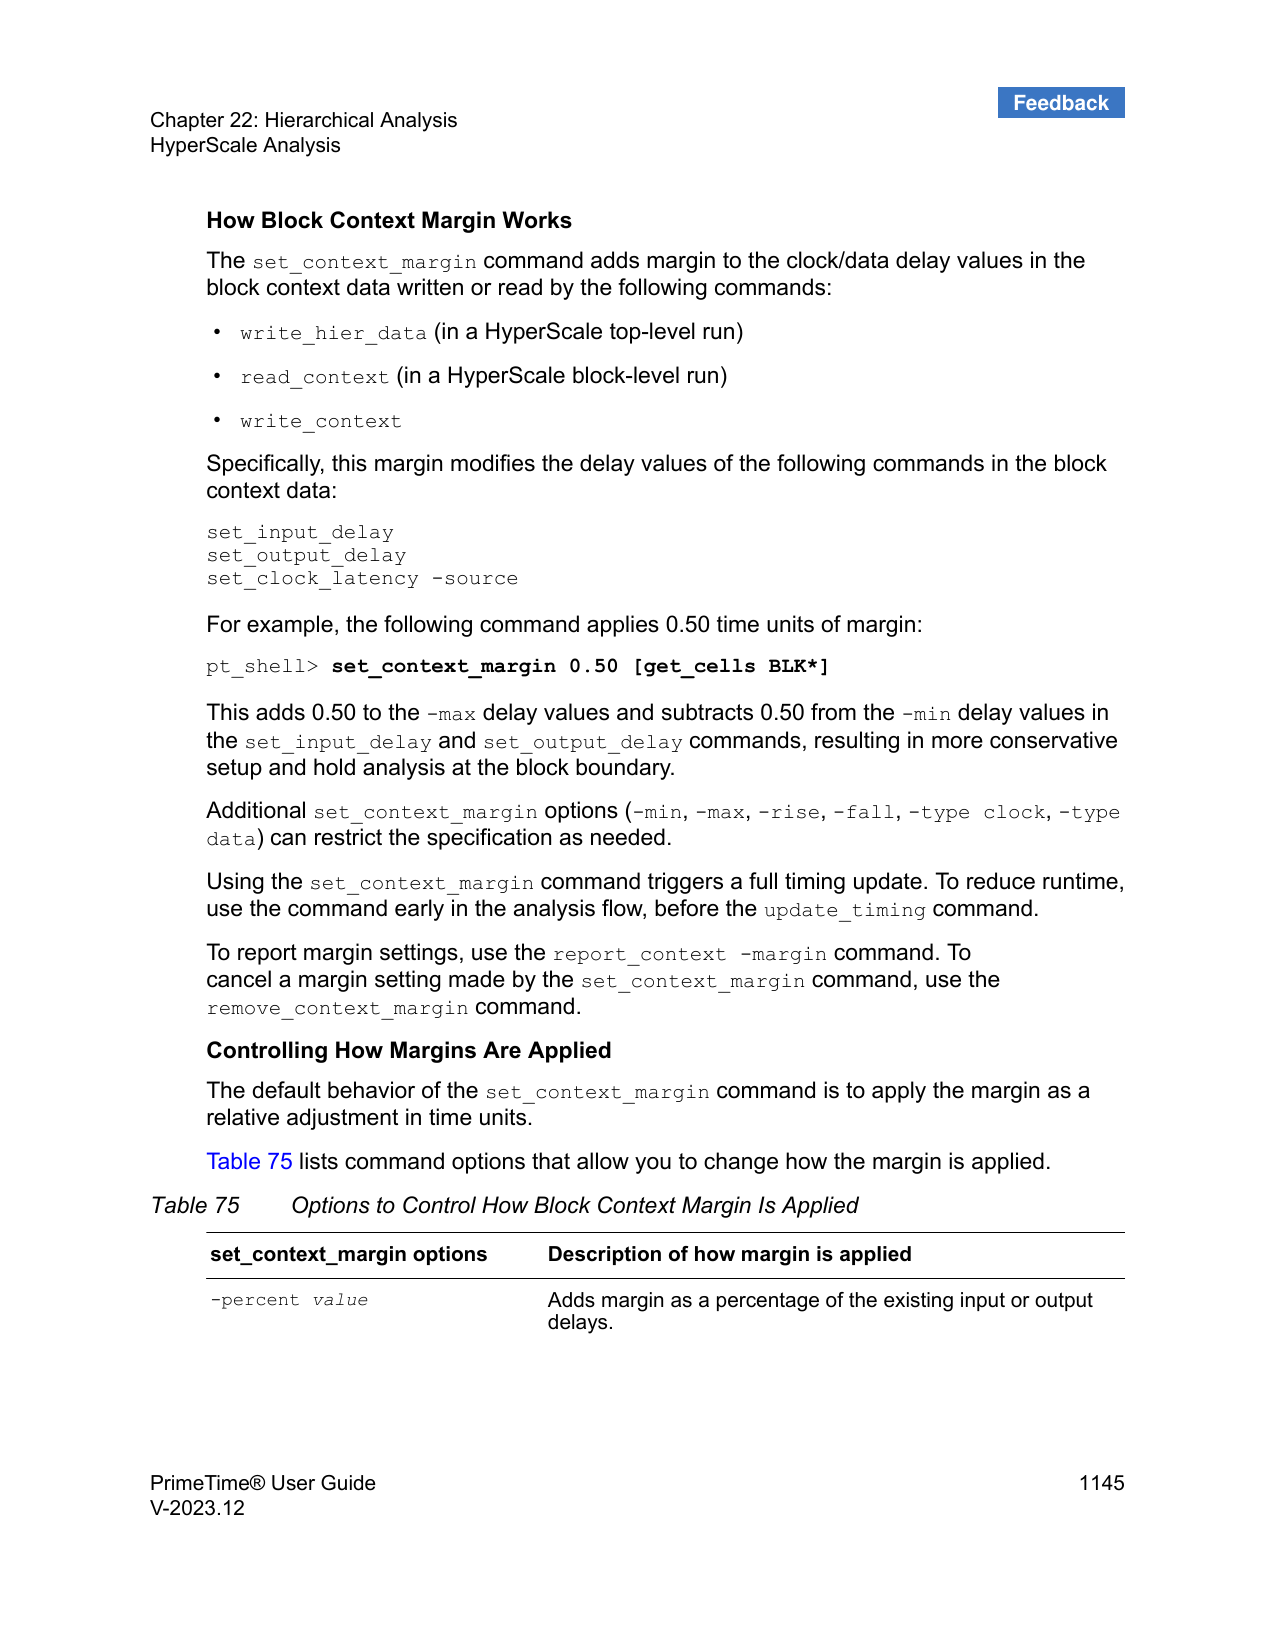 Feedback
Chapter 22: Hierarchical Analysis
HyperScale Analysis
How Block Context Margin Works
The set_context_margin command adds margin to the clock/data delay values in the
block context data written or read by the following commands:
• write_hier_data (in a HyperScale top-level run)
• read_context (in a HyperScale block-level run)
• write_context
Specifically, this margin modifies the delay values of the following commands in the block
context data:
set_input_delay
set_output_delay
set_clock_latency -source
For example, the following command applies 0.50 time units of margin:
pt_shell> set_context_margin 0.50 [get_cells BLK*]
This adds 0.50 to the -max delay values and subtracts 0.50 from the -min delay values in
the set_input_delay and set_output_delay commands, resulting in more conservative
setup and hold analysis at the block boundary.
Additional set_context_margin options (-min, -max, -rise, -fall, -type clock, -type
data) can restrict the specification as needed.
Using the set_context_margin command triggers a full timing update. To reduce runtime,
use the command early in the analysis flow, before the update_timing command.
To report margin settings, use the report_context -margin command. To
cancel a margin setting made by the set_context_margin command, use the
remove_context_margin command.
Controlling How Margins Are Applied
The default behavior of the set_context_margin command is to apply the margin as a
relative adjustment in time units.
Table 75 lists command options that allow you to change how the margin is applied.
Table 75 Options to Control How Block Context Margin Is Applied
set_context_margin options Description of how margin is applied
-percent value Adds margin as a percentage of the existing input or output
delays.
PrimeTime® User Guide 1145
V-2023.12